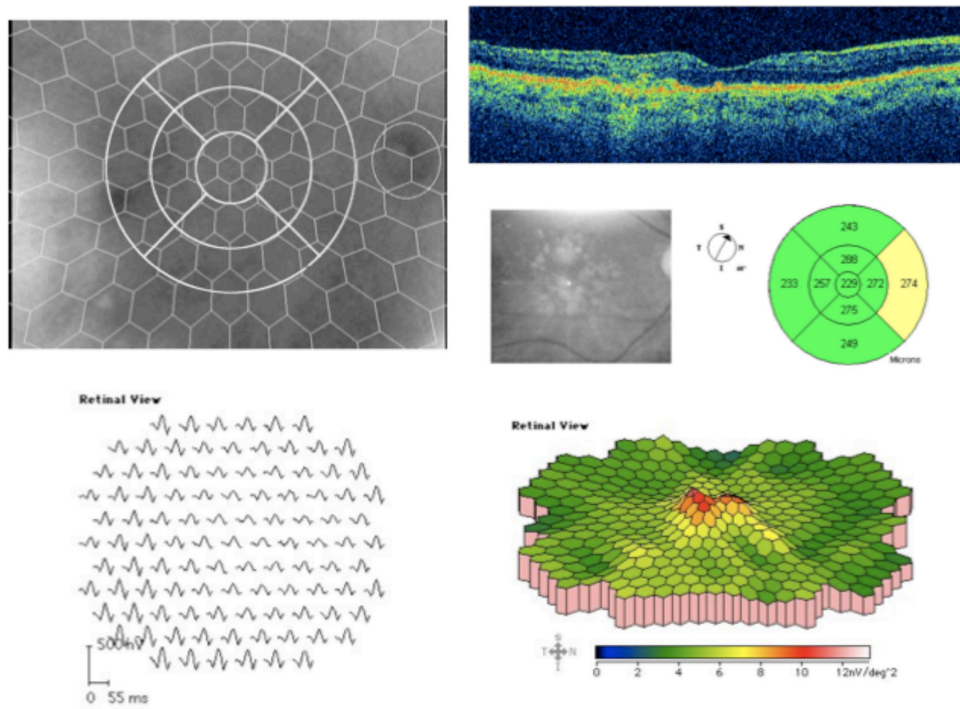 S
T N
I
243
288
233 257 229 272 274
275
249
Microns
Retinal View
Retinal View
500nV
0 55 ms
S
T N
I
0 2 4 6 8 10 12nV/deg^2